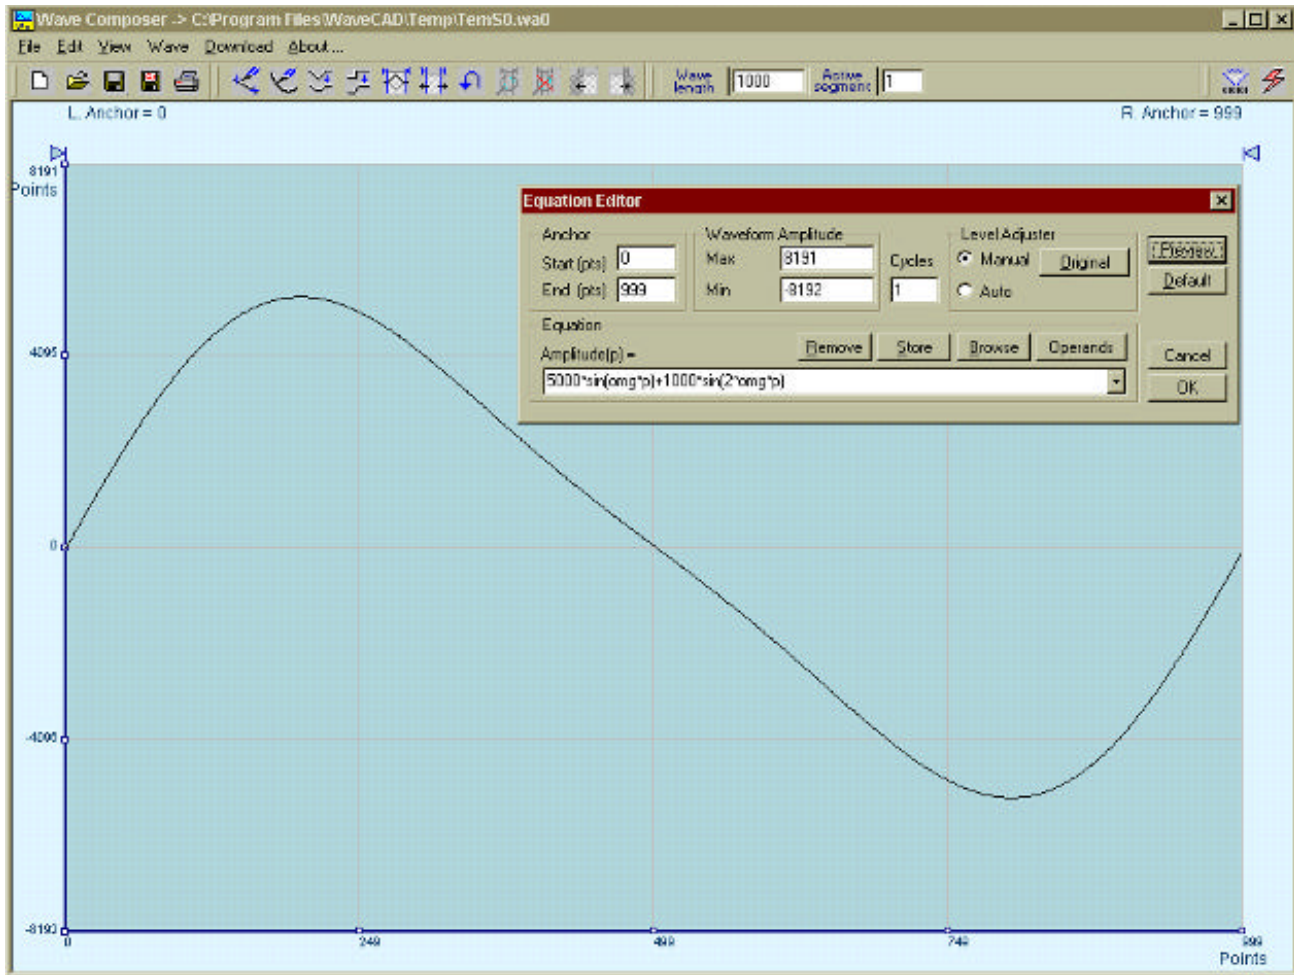 Wave Composer -> C:\Program Files\WaveCAD\Temp\TemS0.wa0
File Edit View Wave Download About...
Wave length 1000 Active segment 1
L. Anchor = 0 R. Anchor = 999
8191
Points
Equation Editor
Anchor Waveform Amplitude Level Adjuster
Start (pts) 0 Max 8191 Cycles Manual Original Preview
End (pts) 999 Min -8192 1 Auto Default
Equation
Amplitude(p) = Remove Store Browse Operands Cancel
5000*sin(omg*p)+1000*sin(2*omg*p) OK
4095
0
-4096
-8193
0 249 499 749 999
Points